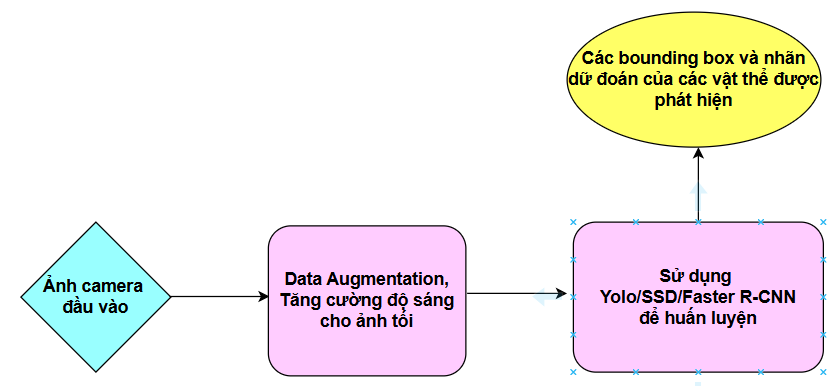 Các bounding box và nhãn
dữ đoán của các vật thể được
phát hiện
Ảnh camera
đầu vào
Data Augmentation,
Tăng cường độ sáng
cho ảnh tối
Sử dụng
Yolo/SSD/Faster R-CNN
để huấn luyện